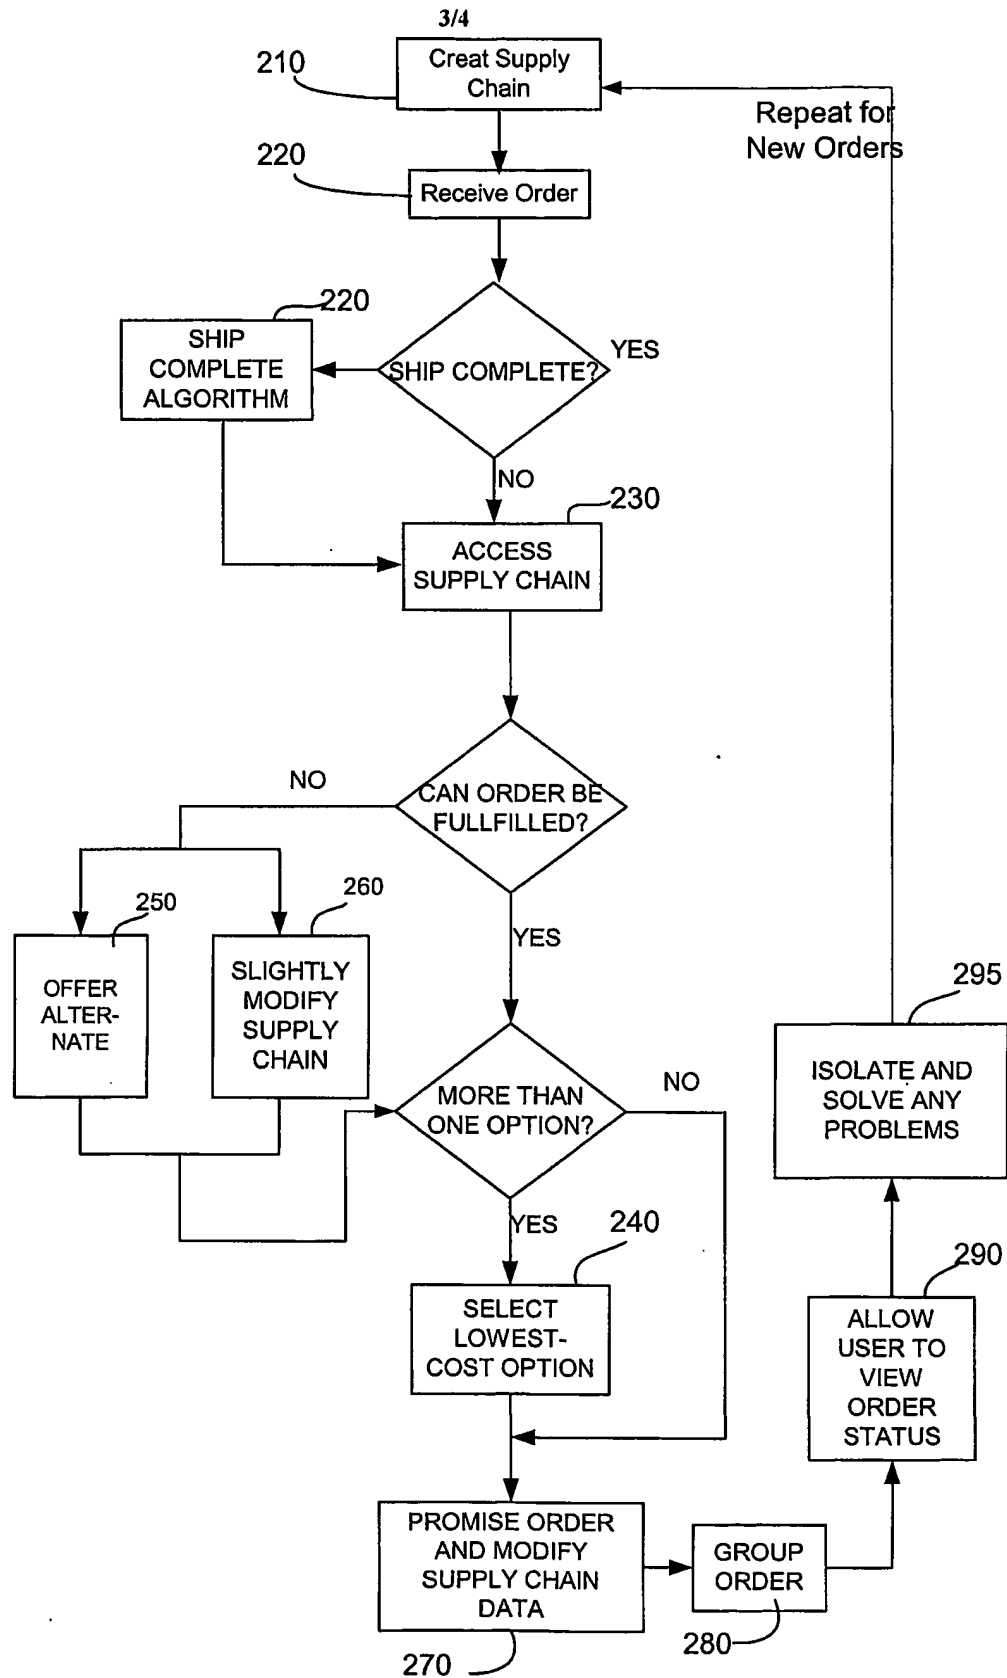 3/4
210
Creat Supply
Chain
Repeat for
New Orders
220
Receive Order
220
SHIP
COMPLETE
ALGORITHM
SHIP COMPLETE?
YES
NO
230
ACCESS
SUPPLY CHAIN
NO
CAN ORDER BE
FULLFILLED?
YES
250
OFFER
ALTER-
NATE
260
SLIGHTLY
MODIFY
SUPPLY
CHAIN
MORE THAN
ONE OPTION?
NO
YES
240
SELECT
LOWEST-
COST OPTION
295
ISOLATE AND
SOLVE ANY
PROBLEMS
290
ALLOW
USER TO
VIEW
ORDER
STATUS
PROMISE ORDER
AND MODIFY
SUPPLY CHAIN
DATA
270
GROUP
ORDER
280